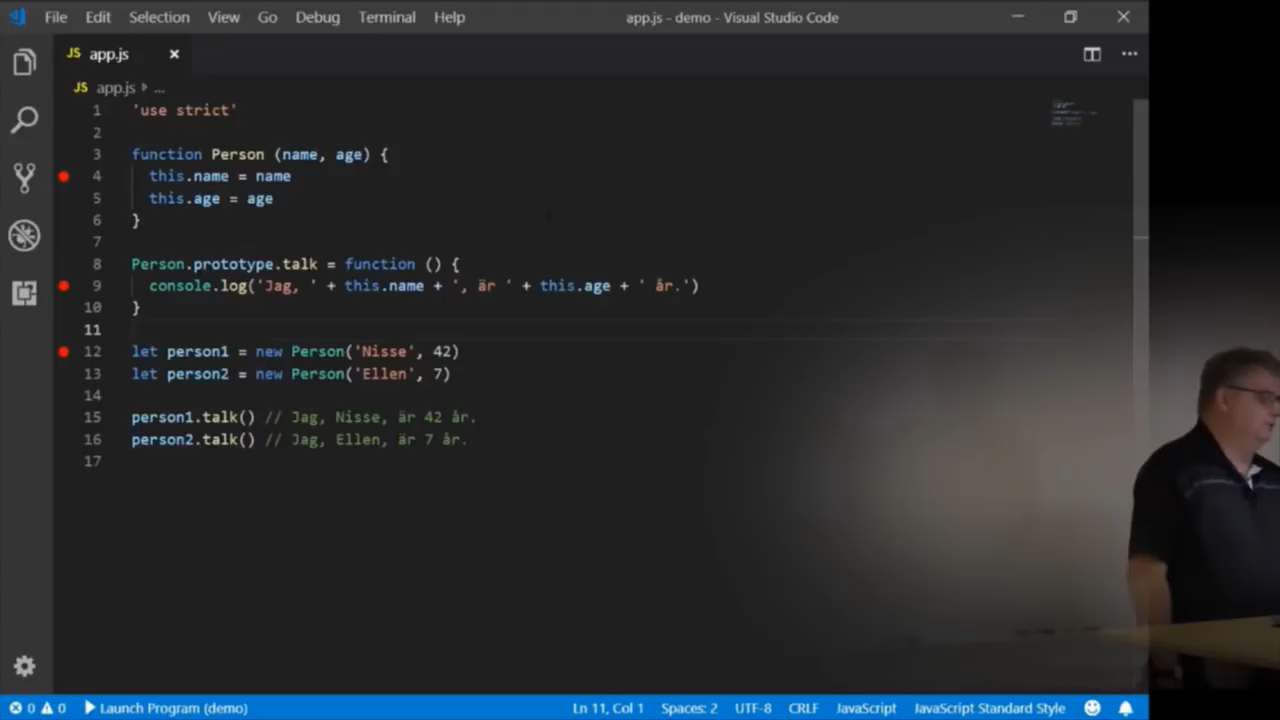 File Edit Selection View Go Debug Terminal Help app.js - demo - Visual Studio Code
JS app.js
JS app.js ...
1 'use strict'
2
3 function Person (name, age) {
4 this.name = name
5 this.age = age
6 }
7
8 Person.prototype.talk = function () {
9 console.log('Jag, ' + this.name + ', är ' + this.age + ' år.')
10 }
11
12 let person1 = new Person('Nisse', 42)
13 let person2 = new Person('Ellen', 7)
14
15 person1.talk() // Jag, Nisse, är 42 år.
16 person2.talk() // Jag, Ellen, är 7 år.
17
0 0 Launch Program (demo) Ln 11, Col 1 Spaces: 2 UTF-8 CRLF JavaScript JavaScript Standard Style